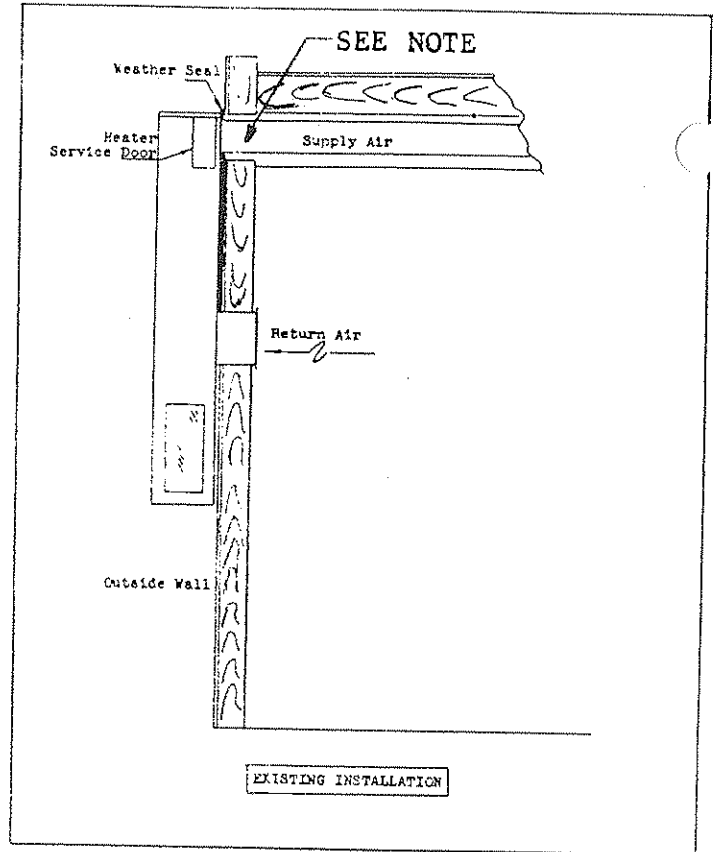 SEE NOTE
Weather Seal
Heater
Service Door
Supply Air
Return Air
Outside Wall
EXISTING INSTALLATION